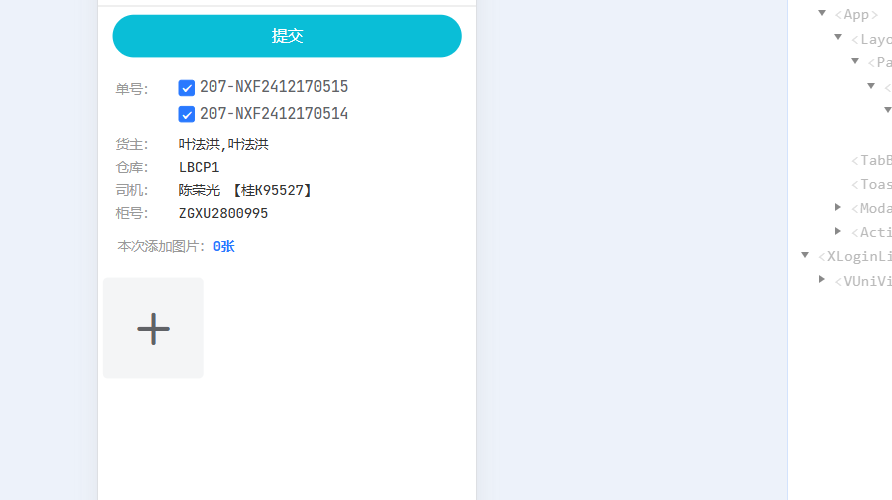 提交
单号: 207-NXF2412170515
207-NXF2412170514
货主: 叶法洪,叶法洪
仓库: LBCP1
司机: 陈荣光 【桂K95527】
柜号: ZGXU2800995
本次添加图片: 0张
<App>
<Layo
<Pa
<
<TabB
<Toas
<Moda
<Acti
<XLoginLi
<VUniVi